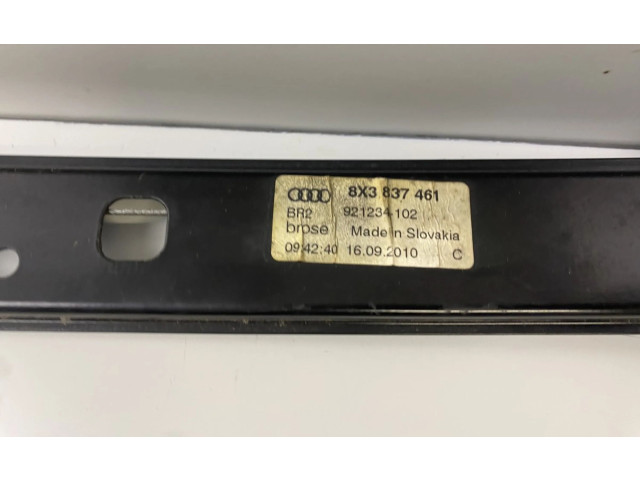 8X3 837 461
BR2 921234-102
brose Made in Slovakia
09:42:40 16.09.2010 C